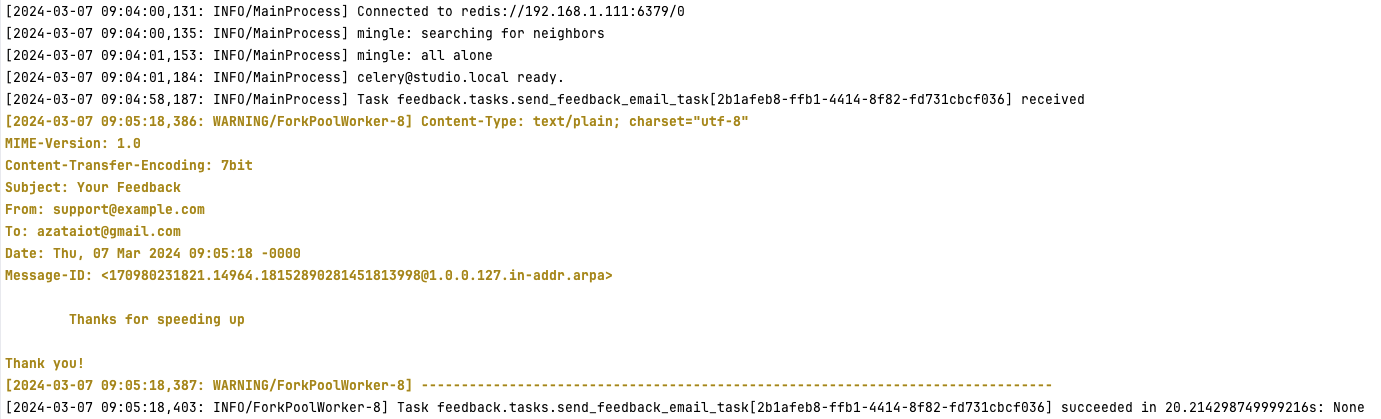 [2024-03-07 09:04:00,131: INFO/MainProcess] Connected to redis://192.168.1.111:6379/0
[2024-03-07 09:04:00,135: INFO/MainProcess] mingle: searching for neighbors
[2024-03-07 09:04:01,153: INFO/MainProcess] mingle: all alone
[2024-03-07 09:04:01,184: INFO/MainProcess] celery@studio.local ready.
[2024-03-07 09:04:58,187: INFO/MainProcess] Task feedback.tasks.send_feedback_email_task[2b1afeb8-ffb1-4414-8f82-fd731cbcf036] received
[2024-03-07 09:05:18,386: WARNING/ForkPoolWorker-8] Content-Type: text/plain; charset="utf-8"
MIME-Version: 1.0
Content-Transfer-Encoding: 7bit
Subject: Your Feedback
From: support@example.com
To: azataiot@gmail.com
Date: Thu, 07 Mar 2024 09:05:18 -0000
Message-ID: <170980231821.14964.18152890281451813998@1.0.0.127.in-addr.arpa>
Thanks for speeding up
Thank you!
[2024-03-07 09:05:18,387: WARNING/ForkPoolWorker-8] -------------------------------------------------------------------------------
[2024-03-07 09:05:18,403: INFO/ForkPoolWorker-8] Task feedback.tasks.send_feedback_email_task[2b1afeb8-ffb1-4414-8f82-fd731cbcf036] succeeded in 20.214298749999216s: None